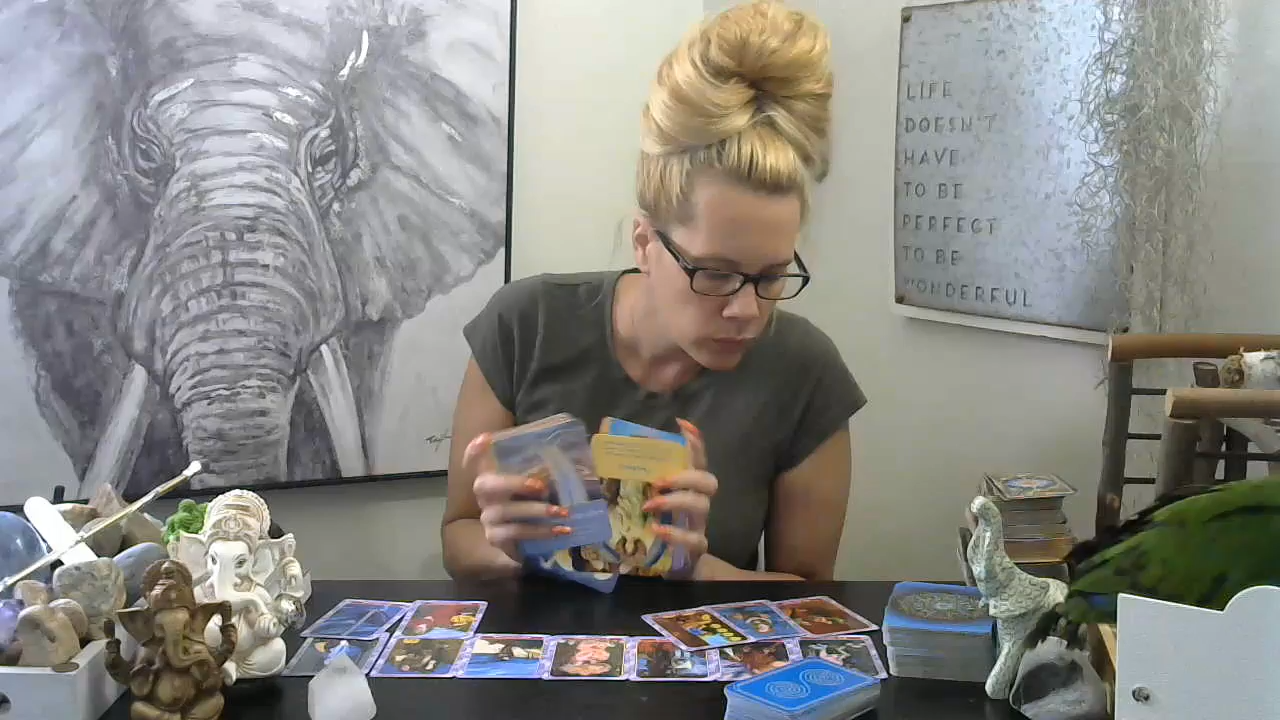 LIFE
DOESN'T
HAVE
TO BE
PERFECT
TO BE
WONDERFUL